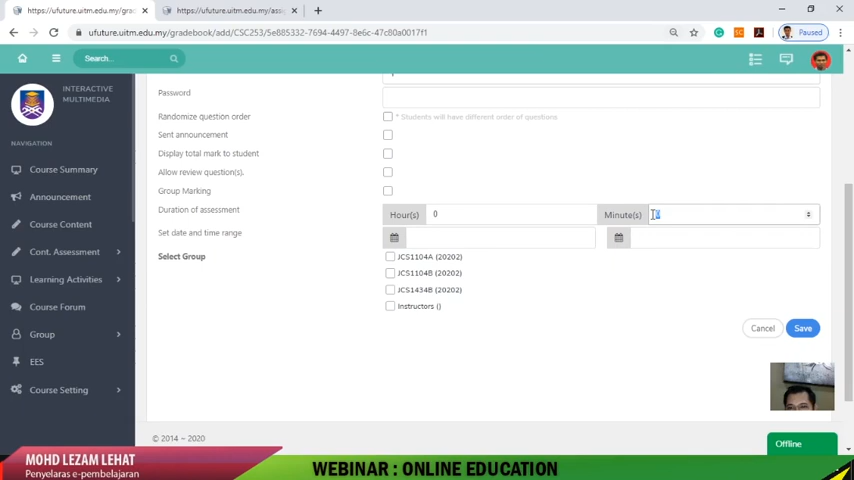 https://ufuture.uitm.edu.my/grad
https://ufuture.uitm.edu.my/assi
ufuture.uitm.edu.my/gradebook/add/CSC253/5e885332-7694-4497-8e6c-47c80a0017f1
Paused
Search...
INTERACTIVE
MULTIMEDIA
NAVIGATION
Course Summary
Announcement
Course Content
Cont. Assessment
Learning Activities
Course Forum
Group
EES
Course Setting
Password
Randomize question order
* Students will have different order of questions
Sent announcement
Display total mark to student
Allow review question(s).
Group Marking
Duration of assessment
Hour(s)
0
Minute(s)
0
Set date and time range
Select Group
JCS1104A (20202)
JCS1104B (20202)
JCS1434B (20202)
Instructors ()
Cancel
Save
© 2014 – 2020
Offline
MOHD LEZAM LEHAT
Penyelaras e-pembelajaran
WEBINAR : ONLINE EDUCATION